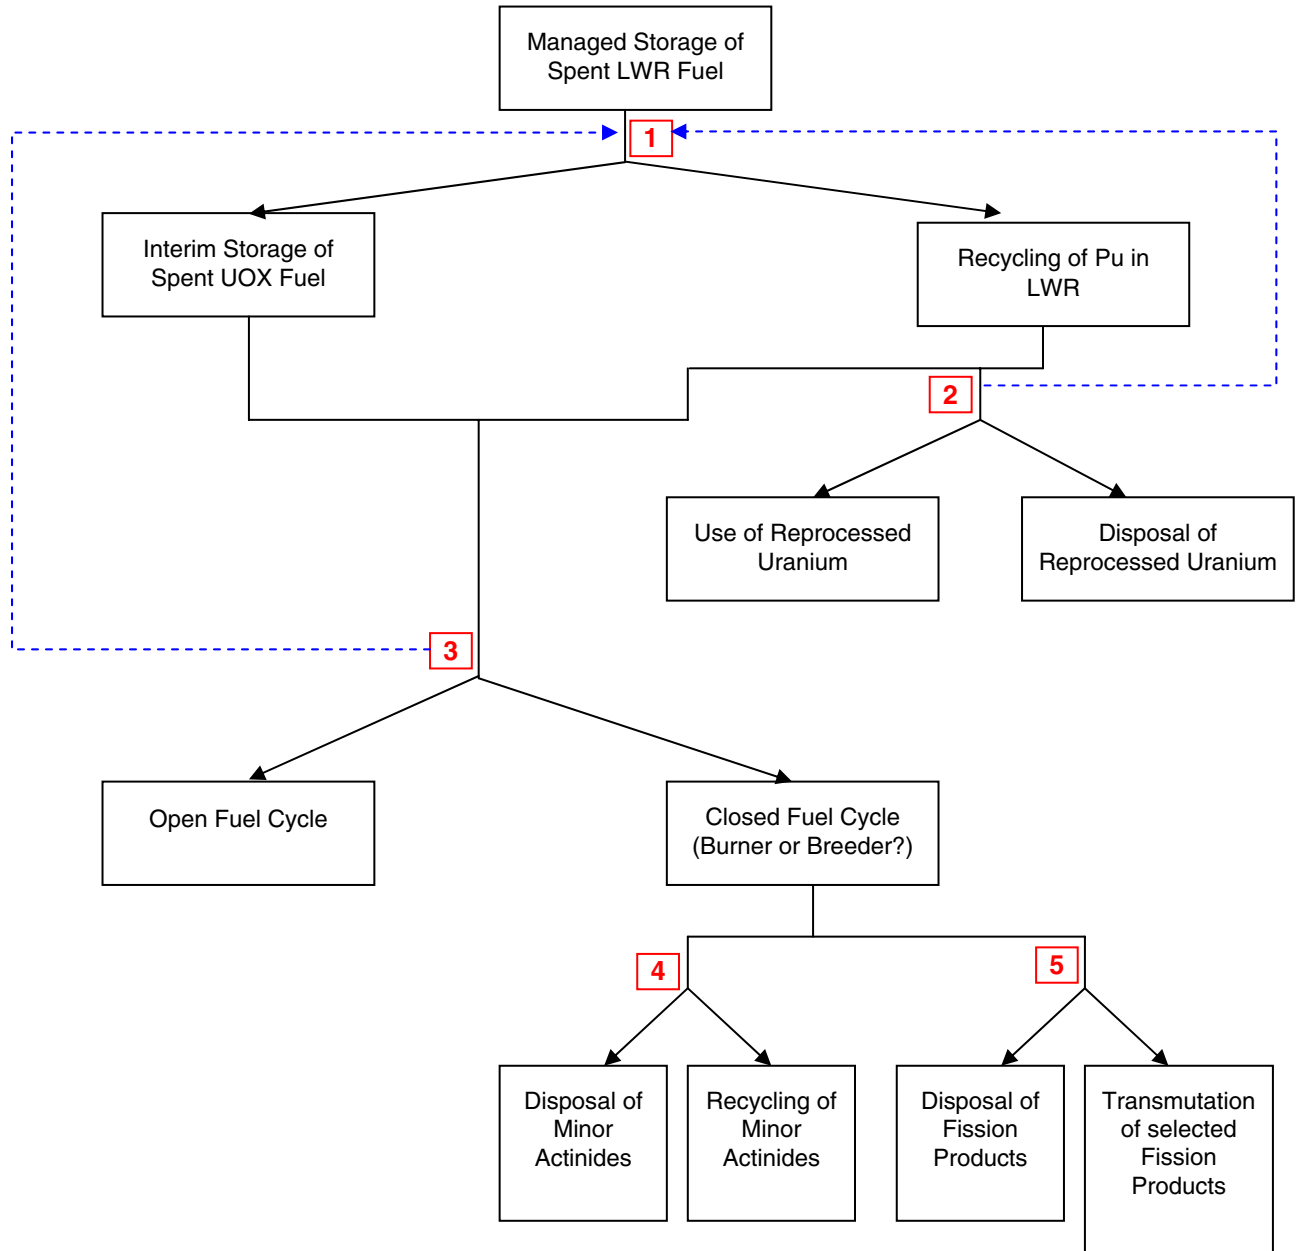 Managed Storage of
Spent LWR Fuel
1
Interim Storage of
Spent UOX Fuel
Recycling of Pu in
LWR
2
Use of Reprocessed
Uranium
Disposal of
Reprocessed Uranium
3
Open Fuel Cycle
Closed Fuel Cycle
(Burner or Breeder?)
4
5
Disposal of
Minor
Actinides
Recycling of
Minor
Actinides
Disposal of
Fission
Products
Transmutation
of selected
Fission
Products